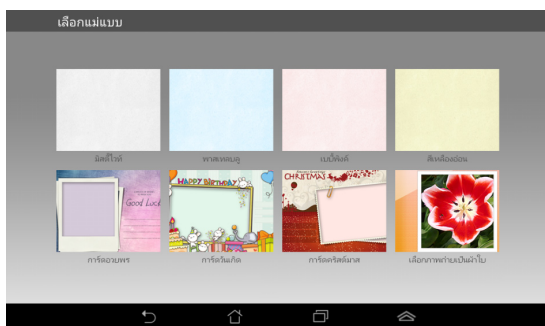 เลือกแม่แบบ
มิสตี้ไวต์
พาสเทลบลู
เบบี้พิงค์
สีเหลืองอ่อน
Good Luck
HAPPY BIRTHDAY
CHRISTMAS
การ์ดอวยพร
การ์ดวันเกิด
การ์ดคริสต์มาส
เลือกภาพถ่ายเป็นผ้าใบ